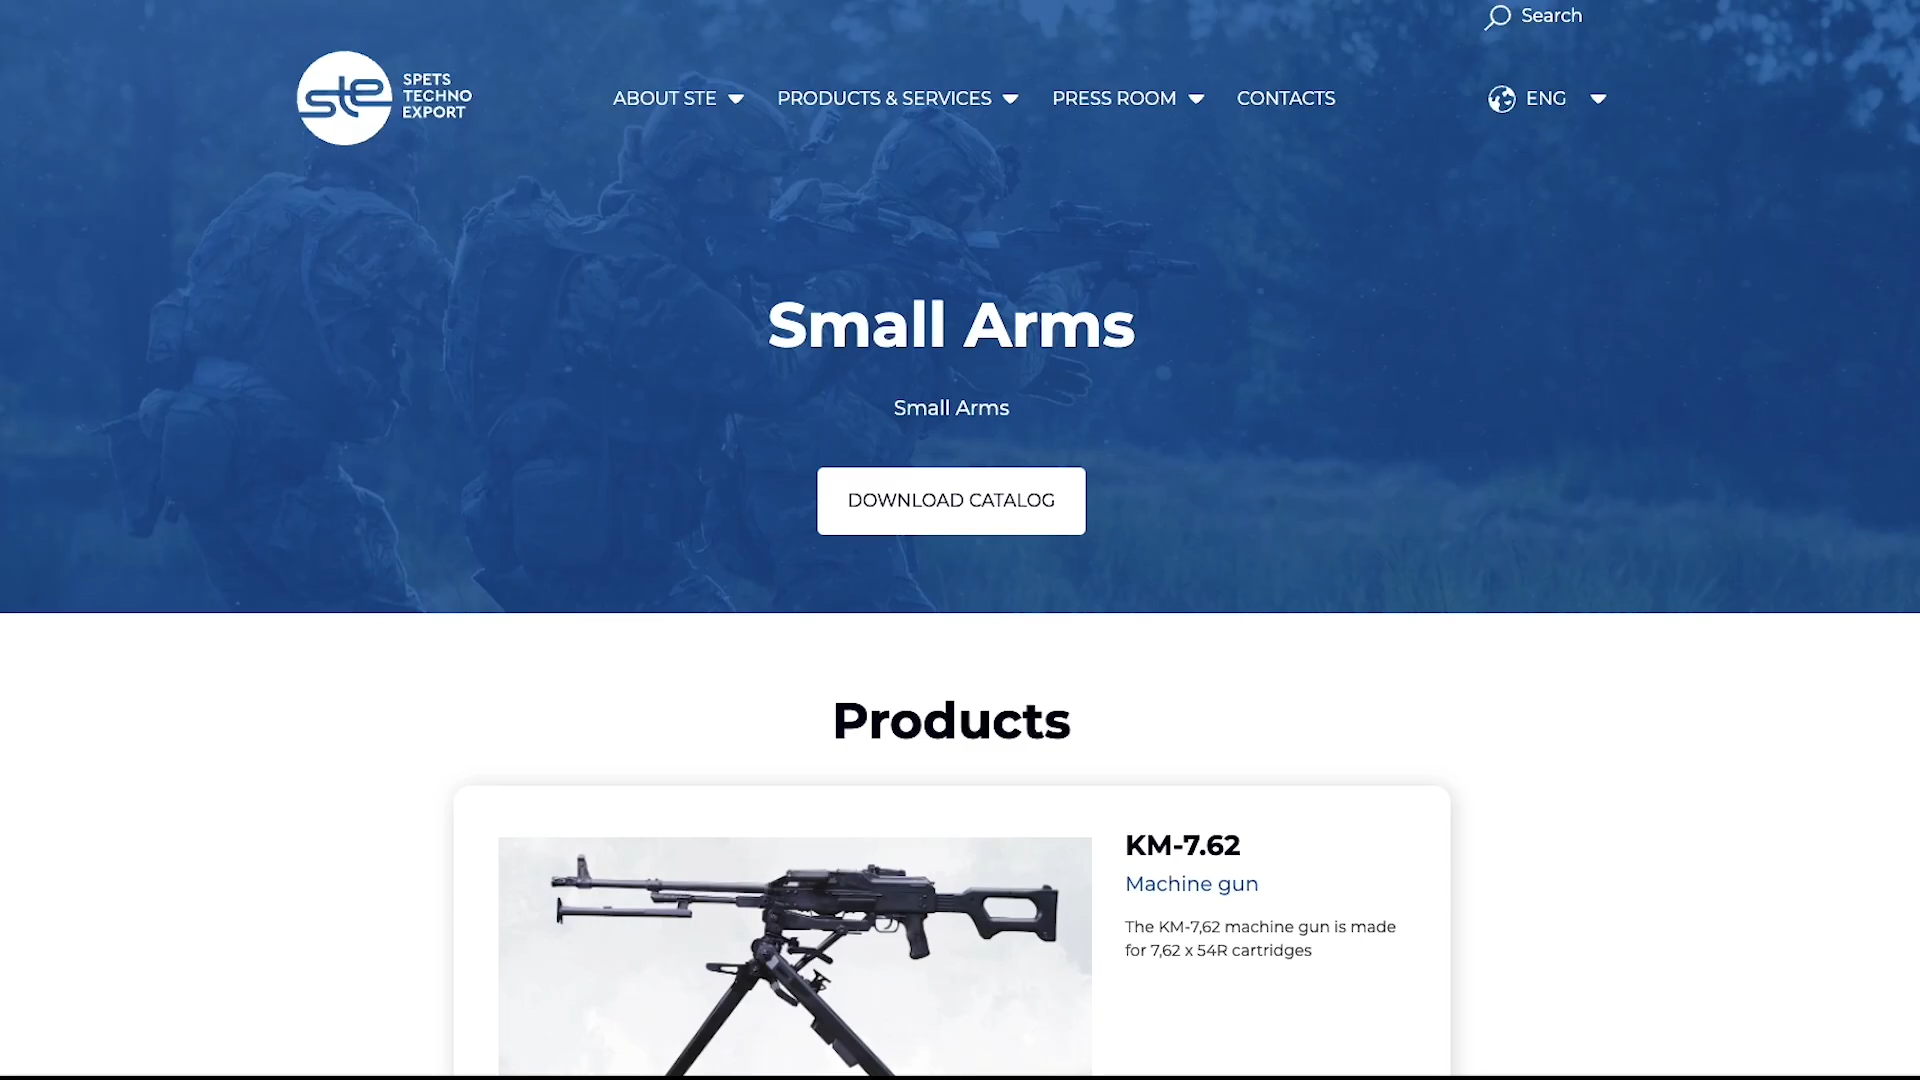 Search
ste
SPETS
TECHNO
EXPORT
ABOUT STE
PRODUCTS & SERVICES
PRESS ROOM
CONTACTS
ENG
Small Arms
Small Arms
DOWNLOAD CATALOG
Products
KM-7.62
Machine gun
The KM-7,62 machine gun is made
for 7,62 x 54R cartridges